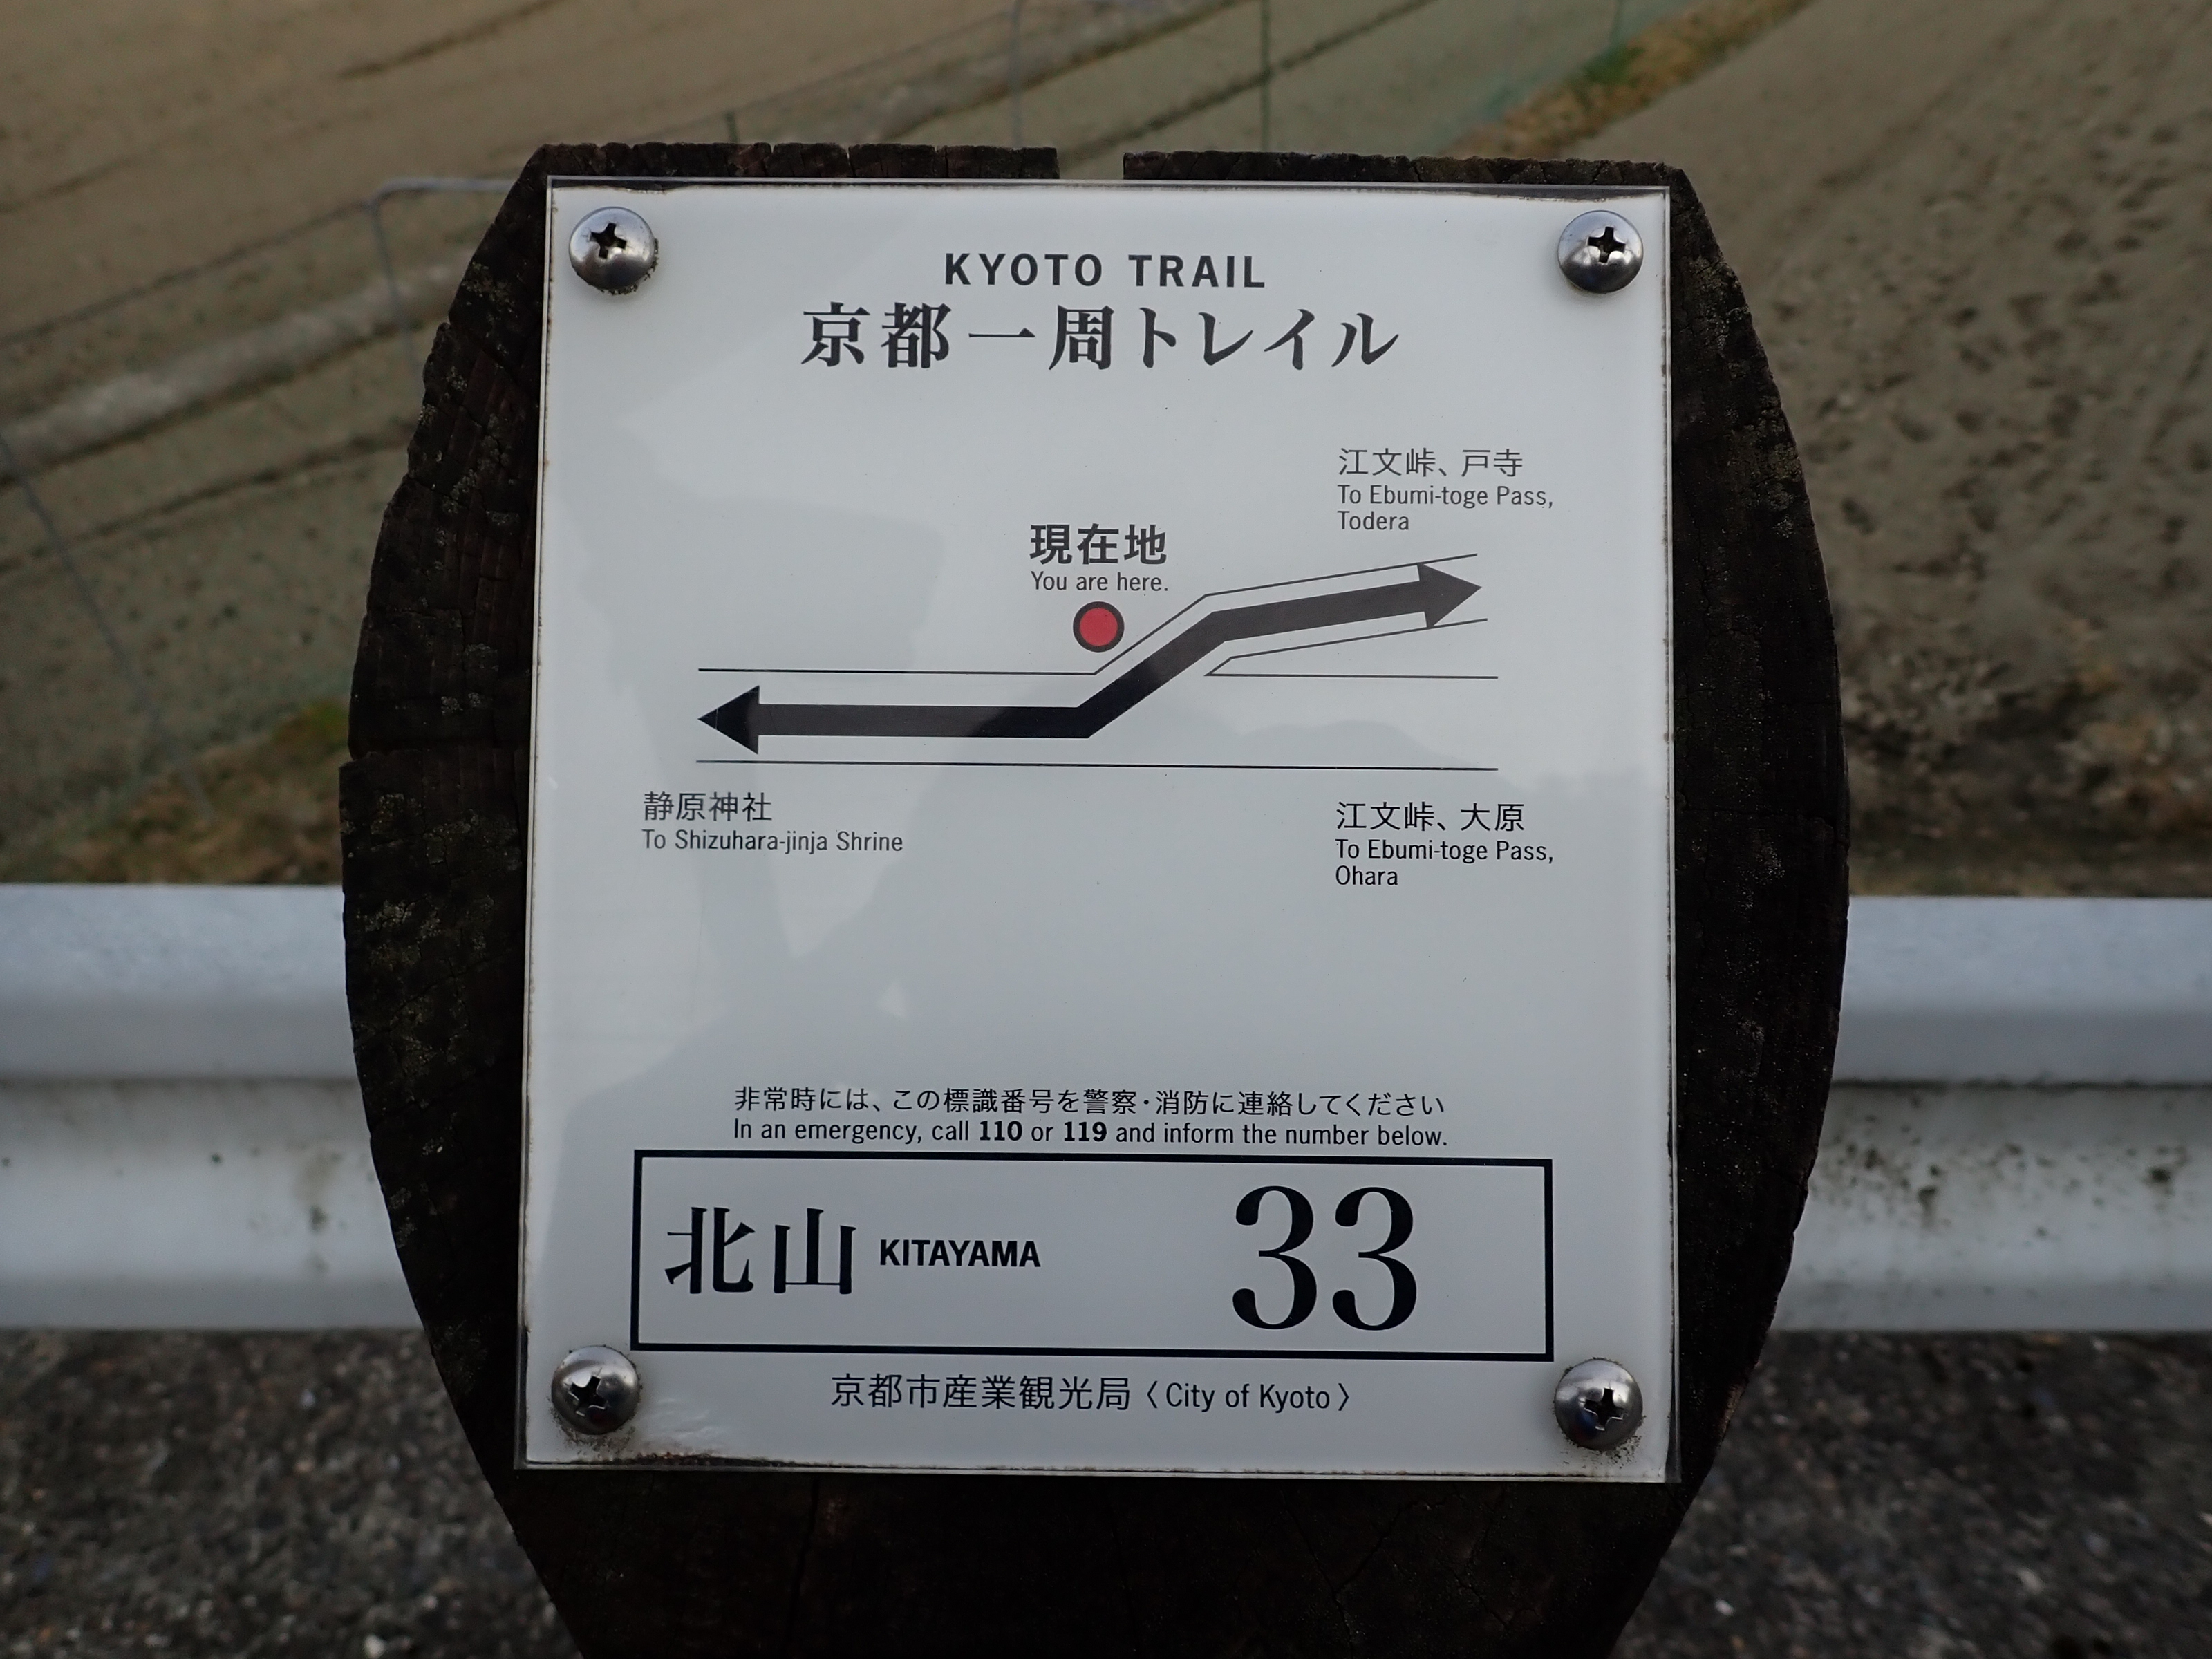 KYOTO TRAIL
京都一周トレイル
江文峠、戸寺
To Ebumi-toge Pass,
Todera
現在地
You are here.
静原神社
To Shizuhara-jinja Shrine
江文峠、大原
To Ebumi-toge Pass,
Ohara
非常時には、この標識番号を警察・消防に連絡してください
In an emergency, call 110 or 119 and inform the number below.
北山 KITAYAMA 33
京都市産業観光局〈City of Kyoto〉